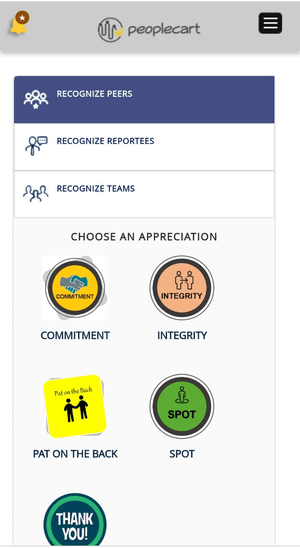 peoplecart
RECOGNIZE PEERS
RECOGNIZE REPORTEES
RECOGNIZE TEAMS
CHOOSE AN APPRECIATION
COMMITMENT
INTEGRITY
COMMITMENT
INTEGRITY
Pat on the Back
SPOT
PAT ON THE BACK
SPOT
THANK
YOU!